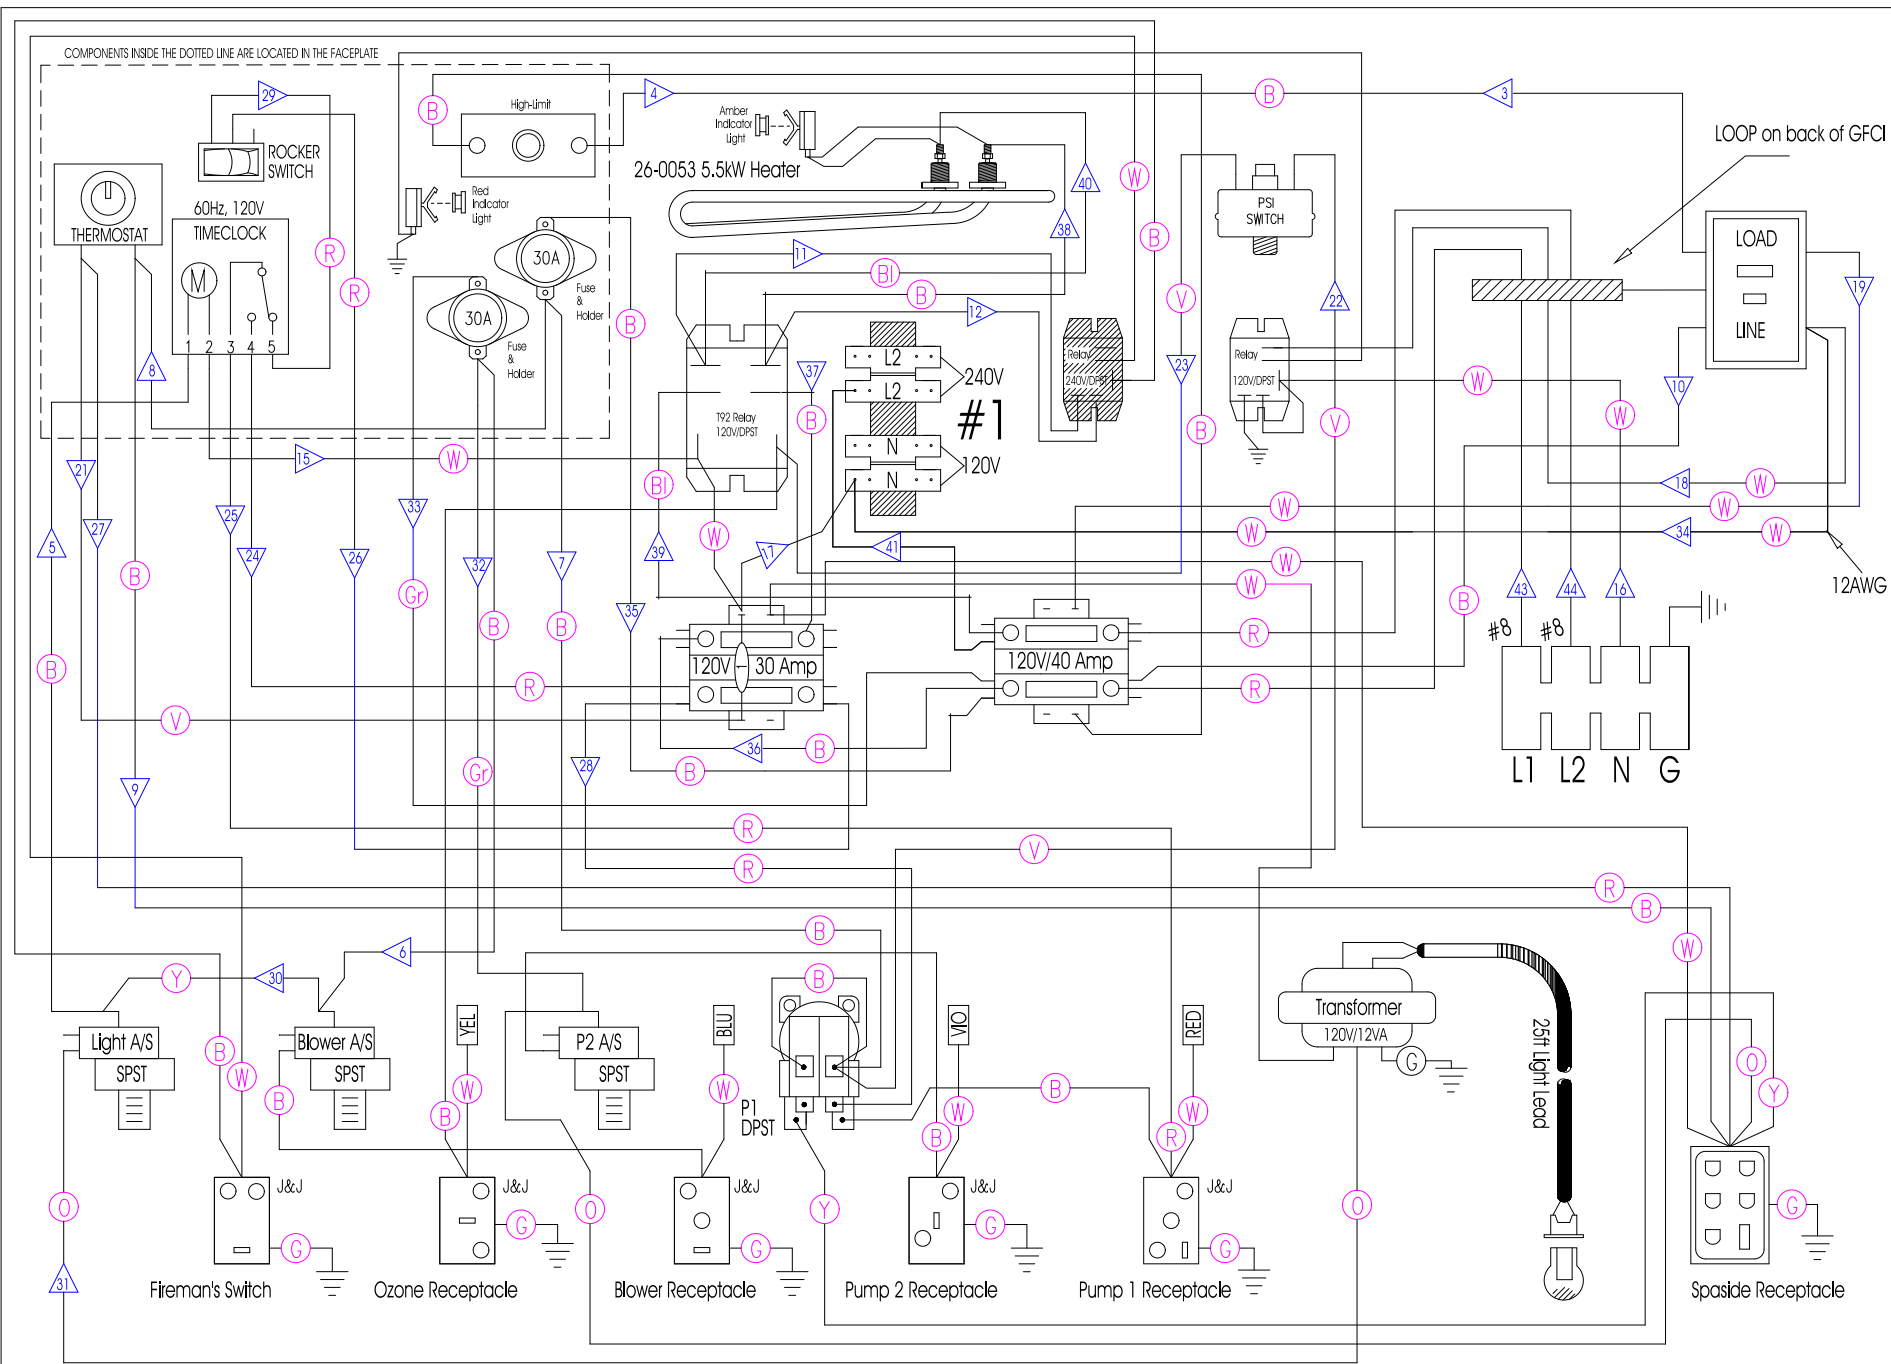 COMPONENTS INSIDE THE DOTTED LINE ARE LOCATED IN THE FACEPLATE
29
B
High-Limit
4
B
3
Amber
Indicator
Light
LOOP on back of GFCI
ROCKER
SWITCH
26-0053 5.5kW Heater
40
W
PSI
SWITCH
Red
Indicator
Light
60Hz, 120V
TIMECLOCK
THERMOSTAT
M
1 2 3 4 5
R
R
30A
Fuse
&
Holder
30A
Fuse
&
Holder
B
38
11
Bl
B
12
B
V
22
LOAD
LINE
19
8
T92 Relay
120V/DPST
37
B
L2
L2
240V
#1
N
N
120V
Relay
240V/DPST
23
Relay
120V/DPST
W
W
10
B
V
21
15
W
Bl
18
W
27
33
25
W
W
W
34
W
5
24
26
32
7
39
17
41
W
W
12AWG
B
Gr
35
B
B
43
44
16
B
#8
#8
B
120V
30 Amp
120V/40 Amp
R
R
R
V
36
B
B
B
28
Gr
L1
L2
N
G
9
R
V
R
R
B
B
W
6
Y
30
B
Light A/S
SPST
Blower A/S
SPST
YEL
P2 A/S
SPST
BLU
VIO
RED
Transformer
120V/12VA
G
25ft Light Lead
B
W
B
B
W
W
P1
DPST
B
W
B
R
W
O
Y
O
J&J
G
J&J
G
O
J&J
G
Y
J&J
G
J&J
G
O
G
31
Fireman's Switch
Ozone Receptacle
Blower Receptacle
Pump 2 Receptacle
Pump 1 Receptacle
Spaside Receptacle